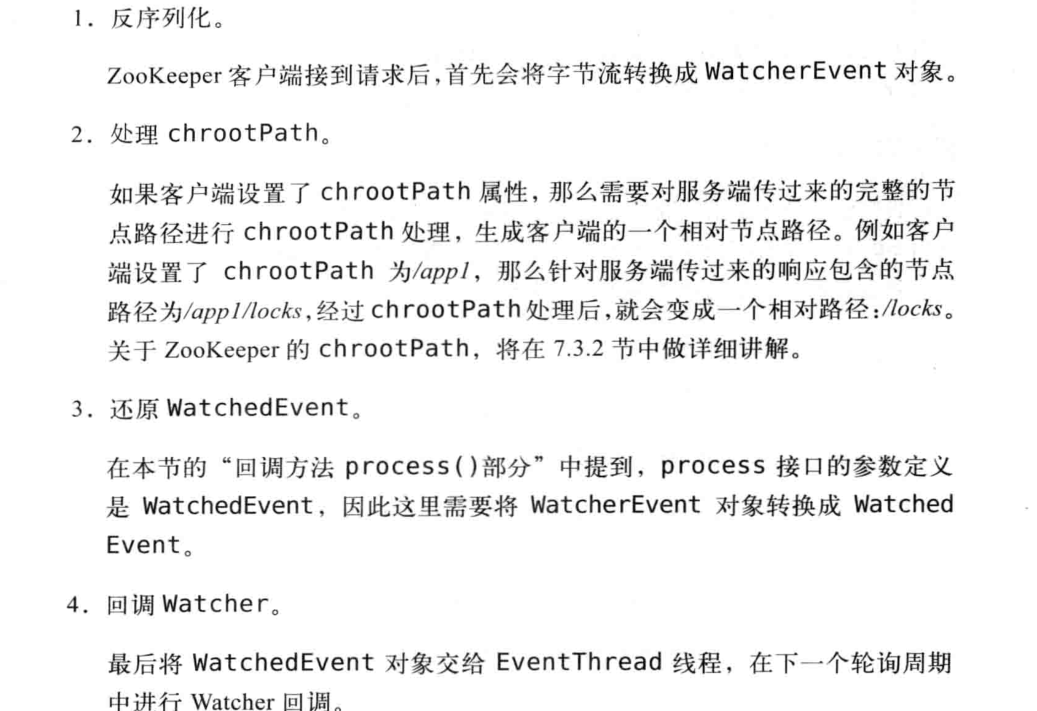 1. 反序列化。
ZooKeeper 客户端接到请求后,首先会将字节流转换成 WatcherEvent 对象。
2. 处理 chrootPath。
如果客户端设置了 chrootPath 属性，那么需要对服务端传过来的完整的节
点路径进行 chrootPath 处理，生成客户端的一个相对节点路径。例如客户
端设置了 chrootPath 为/app1，那么针对服务端传过来的响应包含的节点
路径为/app1/locks,经过 chrootPath 处理后,就会变成一个相对路径:/locks。
关于 ZooKeeper 的 chrootPath，将在 7.3.2 节中做详细讲解。
3. 还原 WatchedEvent。
在本节的“回调方法 process()部分”中提到，process 接口的参数定义
是 WatchedEvent，因此这里需要将 WatcherEvent 对象转换成 Watched
Event。
4. 回调 Watcher。
最后将 WatchedEvent 对象交给 EventThread 线程，在下一个轮询周期
中进行 Watcher 回调。